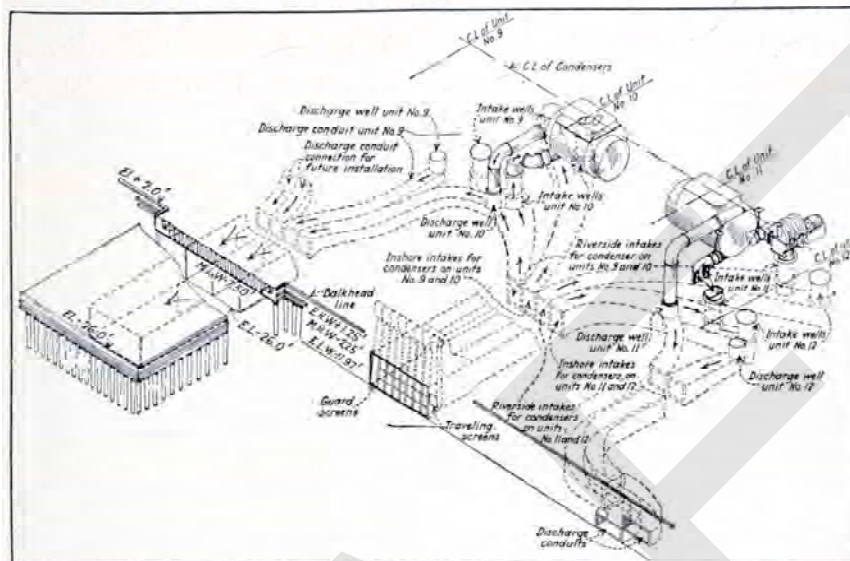 C.L of Unit
No. 9
C.L of Condensers
C.L of Unit
No. 10
Discharge well unit No. 9
Discharge conduit unit No. 9
Discharge conduit
connection for
future installation
Intake wells
unit No. 9
C.L of Unit
No. 11
El.+ 7.0'
Intake wells
unit No. 10
Discharge well
unit No. 10
Riverside intakes
for condenser on
units No. 9 and 10
C.L of Unit
No. 12
Inshore intakes for
condensers on units
No. 9 and 10
Intake wells
unit No. 11
Bulkhead
line
El.-26.0'
Discharge well
unit No. 11
Intake wells
unit No. 12
Inshore intakes
for condensers on
units No. 11 and 12
Discharge well
unit No. 12
Guard
screens
Traveling
screens
Riverside intakes
for condensers
on units
No. 11 and 12
Discharge
conduits